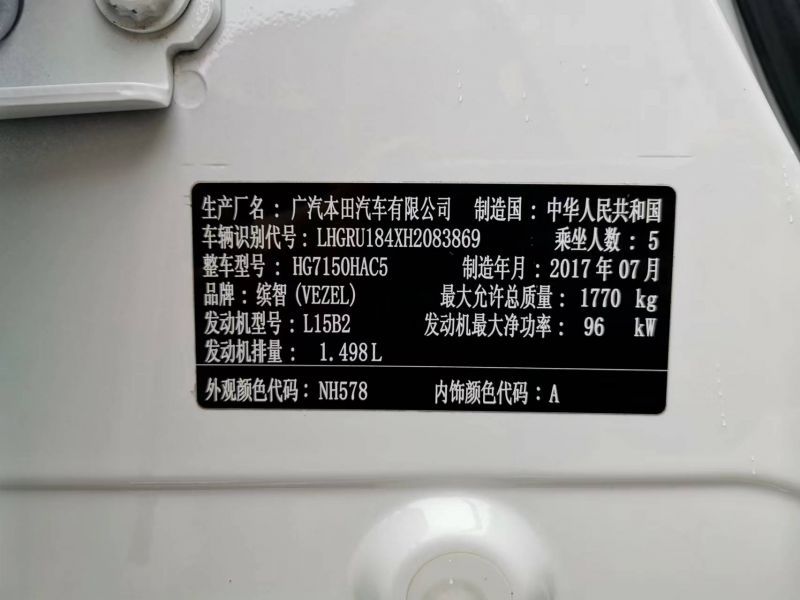 生产厂名：广汽本田汽车有限公司 制造国：中华人民共和国
车辆识别代号：LHGRU184XH2083869 乘坐人数：5
整车型号：HG7150HAC5 制造年月：2017年07月
品牌：缤智(VEZEL) 最大允许总质量：1770 kg
发动机型号：L15B2 发动机最大净功率：96 kW
发动机排量：1.498L
外观颜色代码：NH578 内饰颜色代码：A